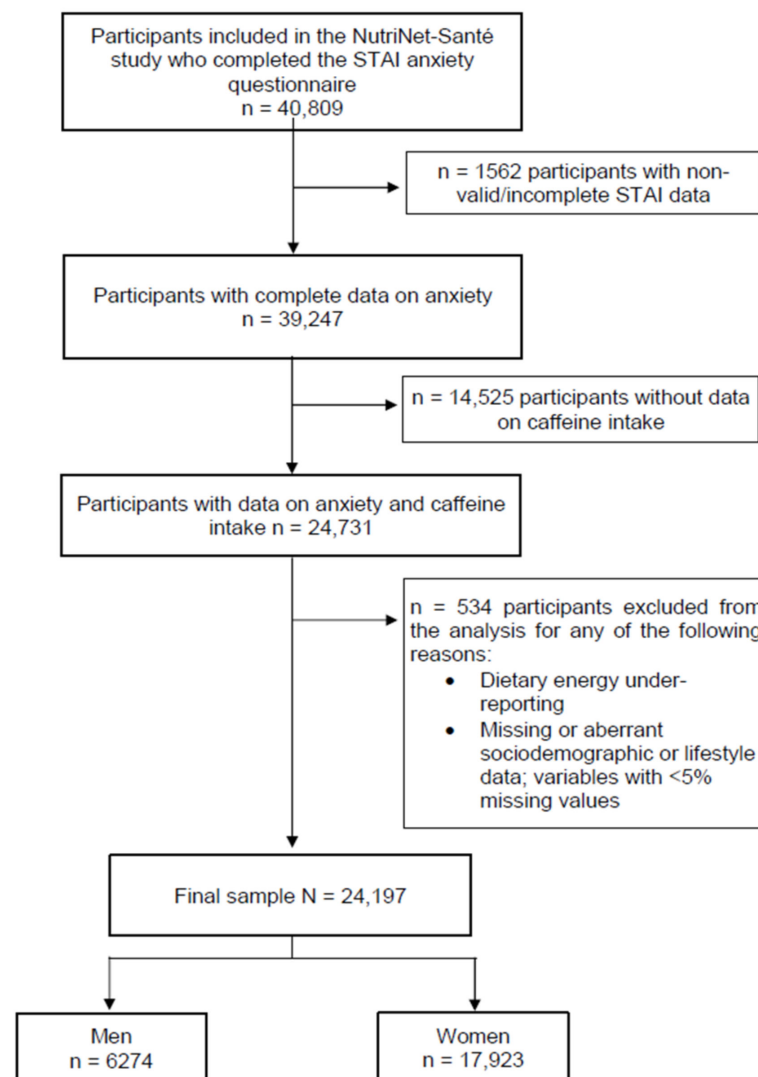 Participants included in the NutriNet-Santé
study who completed the STAI anxiety
questionnaire
n = 40,809
n = 1562 participants with non-
valid/incomplete STAI data
Participants with complete data on anxiety
n = 39,247
n = 14,525 participants without data
on caffeine intake
Participants with data on anxiety and caffeine
intake n = 24,731
n = 534 participants excluded from
the analysis for any of the following
reasons:
• Dietary energy under-
reporting
• Missing or aberrant
sociodemographic or lifestyle
data; variables with <5%
missing values
Final sample N = 24,197
Men
n = 6274
Women
n = 17,923